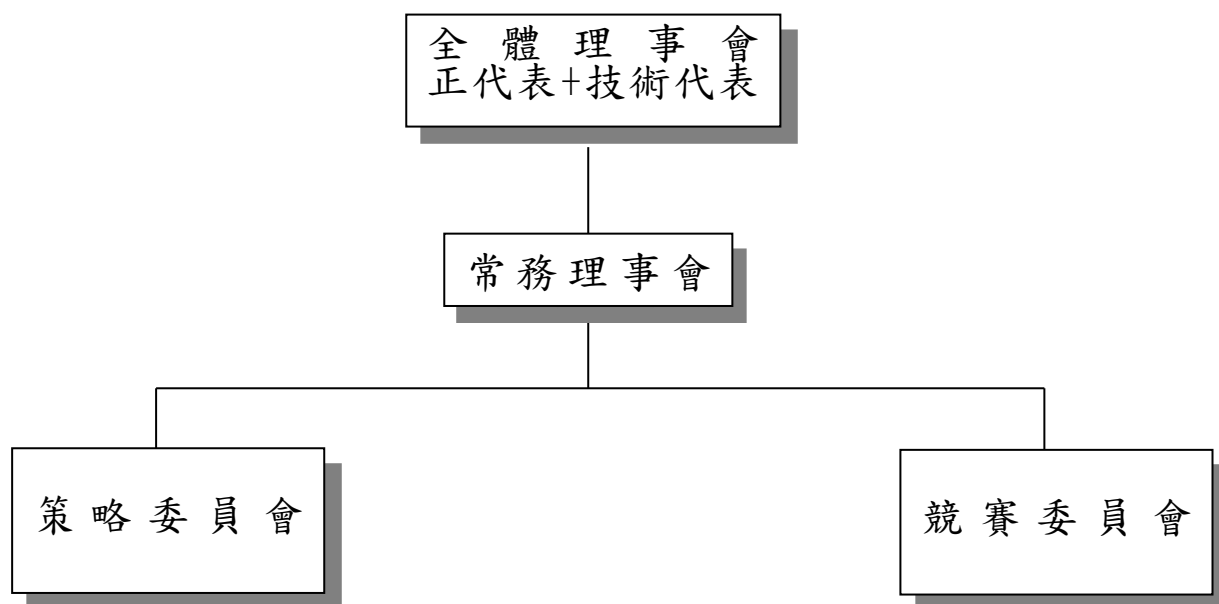 全體理事會
正代表+技術代表
常務理事會
策略委員會
競賽委員會